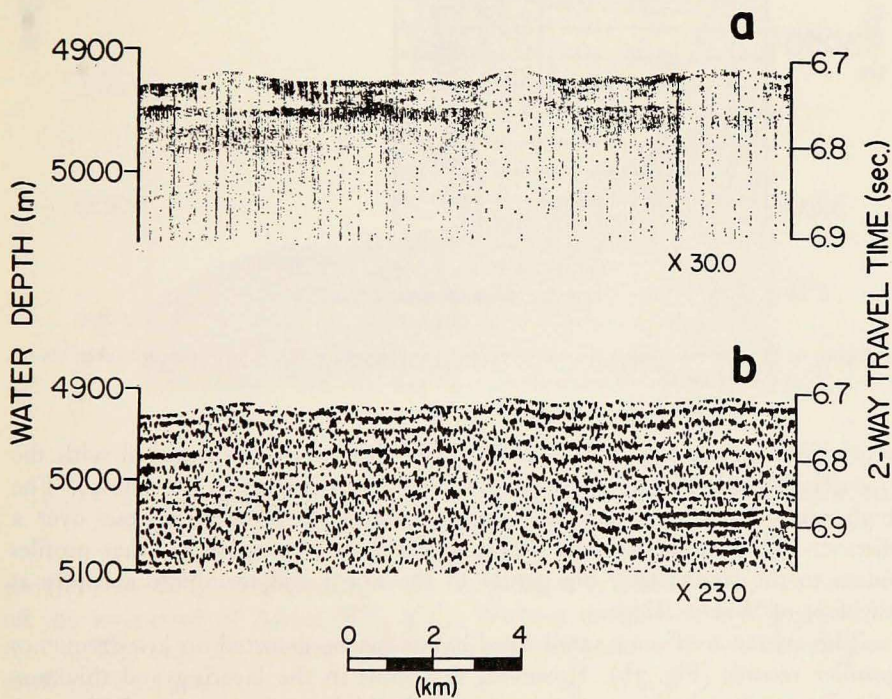 a
4900
5000
6.7
6.8
6.9
X 30.0
WATER DEPTH (m)
2-WAY TRAVEL TIME (sec.)
b
4900
5000
5100
6.7
6.8
6.9
X 23.0
0 2 4
(km)